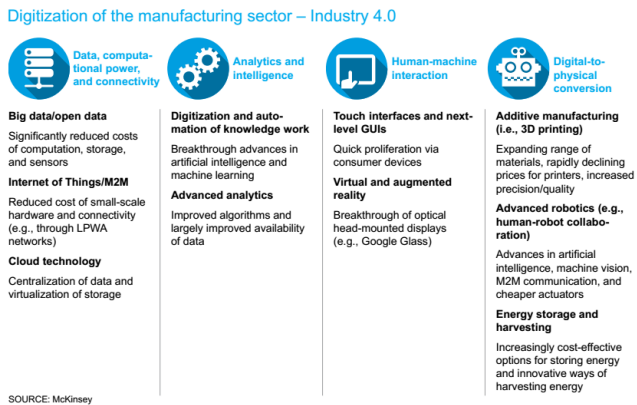 Digitization of the manufacturing sector – Industry 4.0
Data, computa-
tional power,
and connectivity
Big data/open data
Significantly reduced costs
of computation, storage,
and sensors
Internet of Things/M2M
Reduced cost of small-scale
hardware and connectivity
(e.g., through LPWA
networks)
Cloud technology
Centralization of data and
virtualization of storage
Analytics and
intelligence
Digitization and auto-
mation of knowledge work
Breakthrough advances in
artificial intelligence and
machine learning
Advanced analytics
Improved algorithms and
largely improved availability
of data
Human-machine
interaction
Touch interfaces and next-
level GUIs
Quick proliferation via
consumer devices
Virtual and augmented
reality
Breakthrough of optical
head-mounted displays
(e.g., Google Glass)
Digital-to-
physical
conversion
Additive manufacturing
(i.e., 3D printing)
Expanding range of
materials, rapidly declining
prices for printers, increased
precision/quality
Advanced robotics (e.g.,
human-robot collabo-
ration)
Advances in artificial
intelligence, machine vision,
M2M communication, and
cheaper actuators
Energy storage and
harvesting
Increasingly cost-effective
options for storing energy
and innovative ways of
harvesting energy
SOURCE: McKinsey